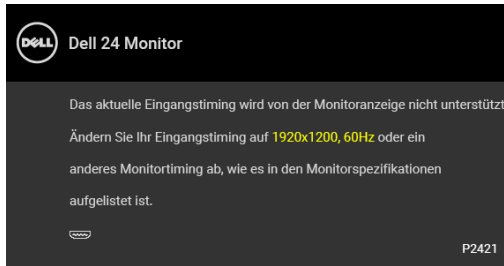 DELL Dell 24 Monitor
Das aktuelle Eingangstiming wird von der Monitoranzeige nicht unterstützt
Ändern Sie Ihr Eingangstiming auf 1920x1200, 60Hz oder ein
anderes Monitortiming ab, wie es in den Monitorspezifikationen
aufgelistet ist.
P2421